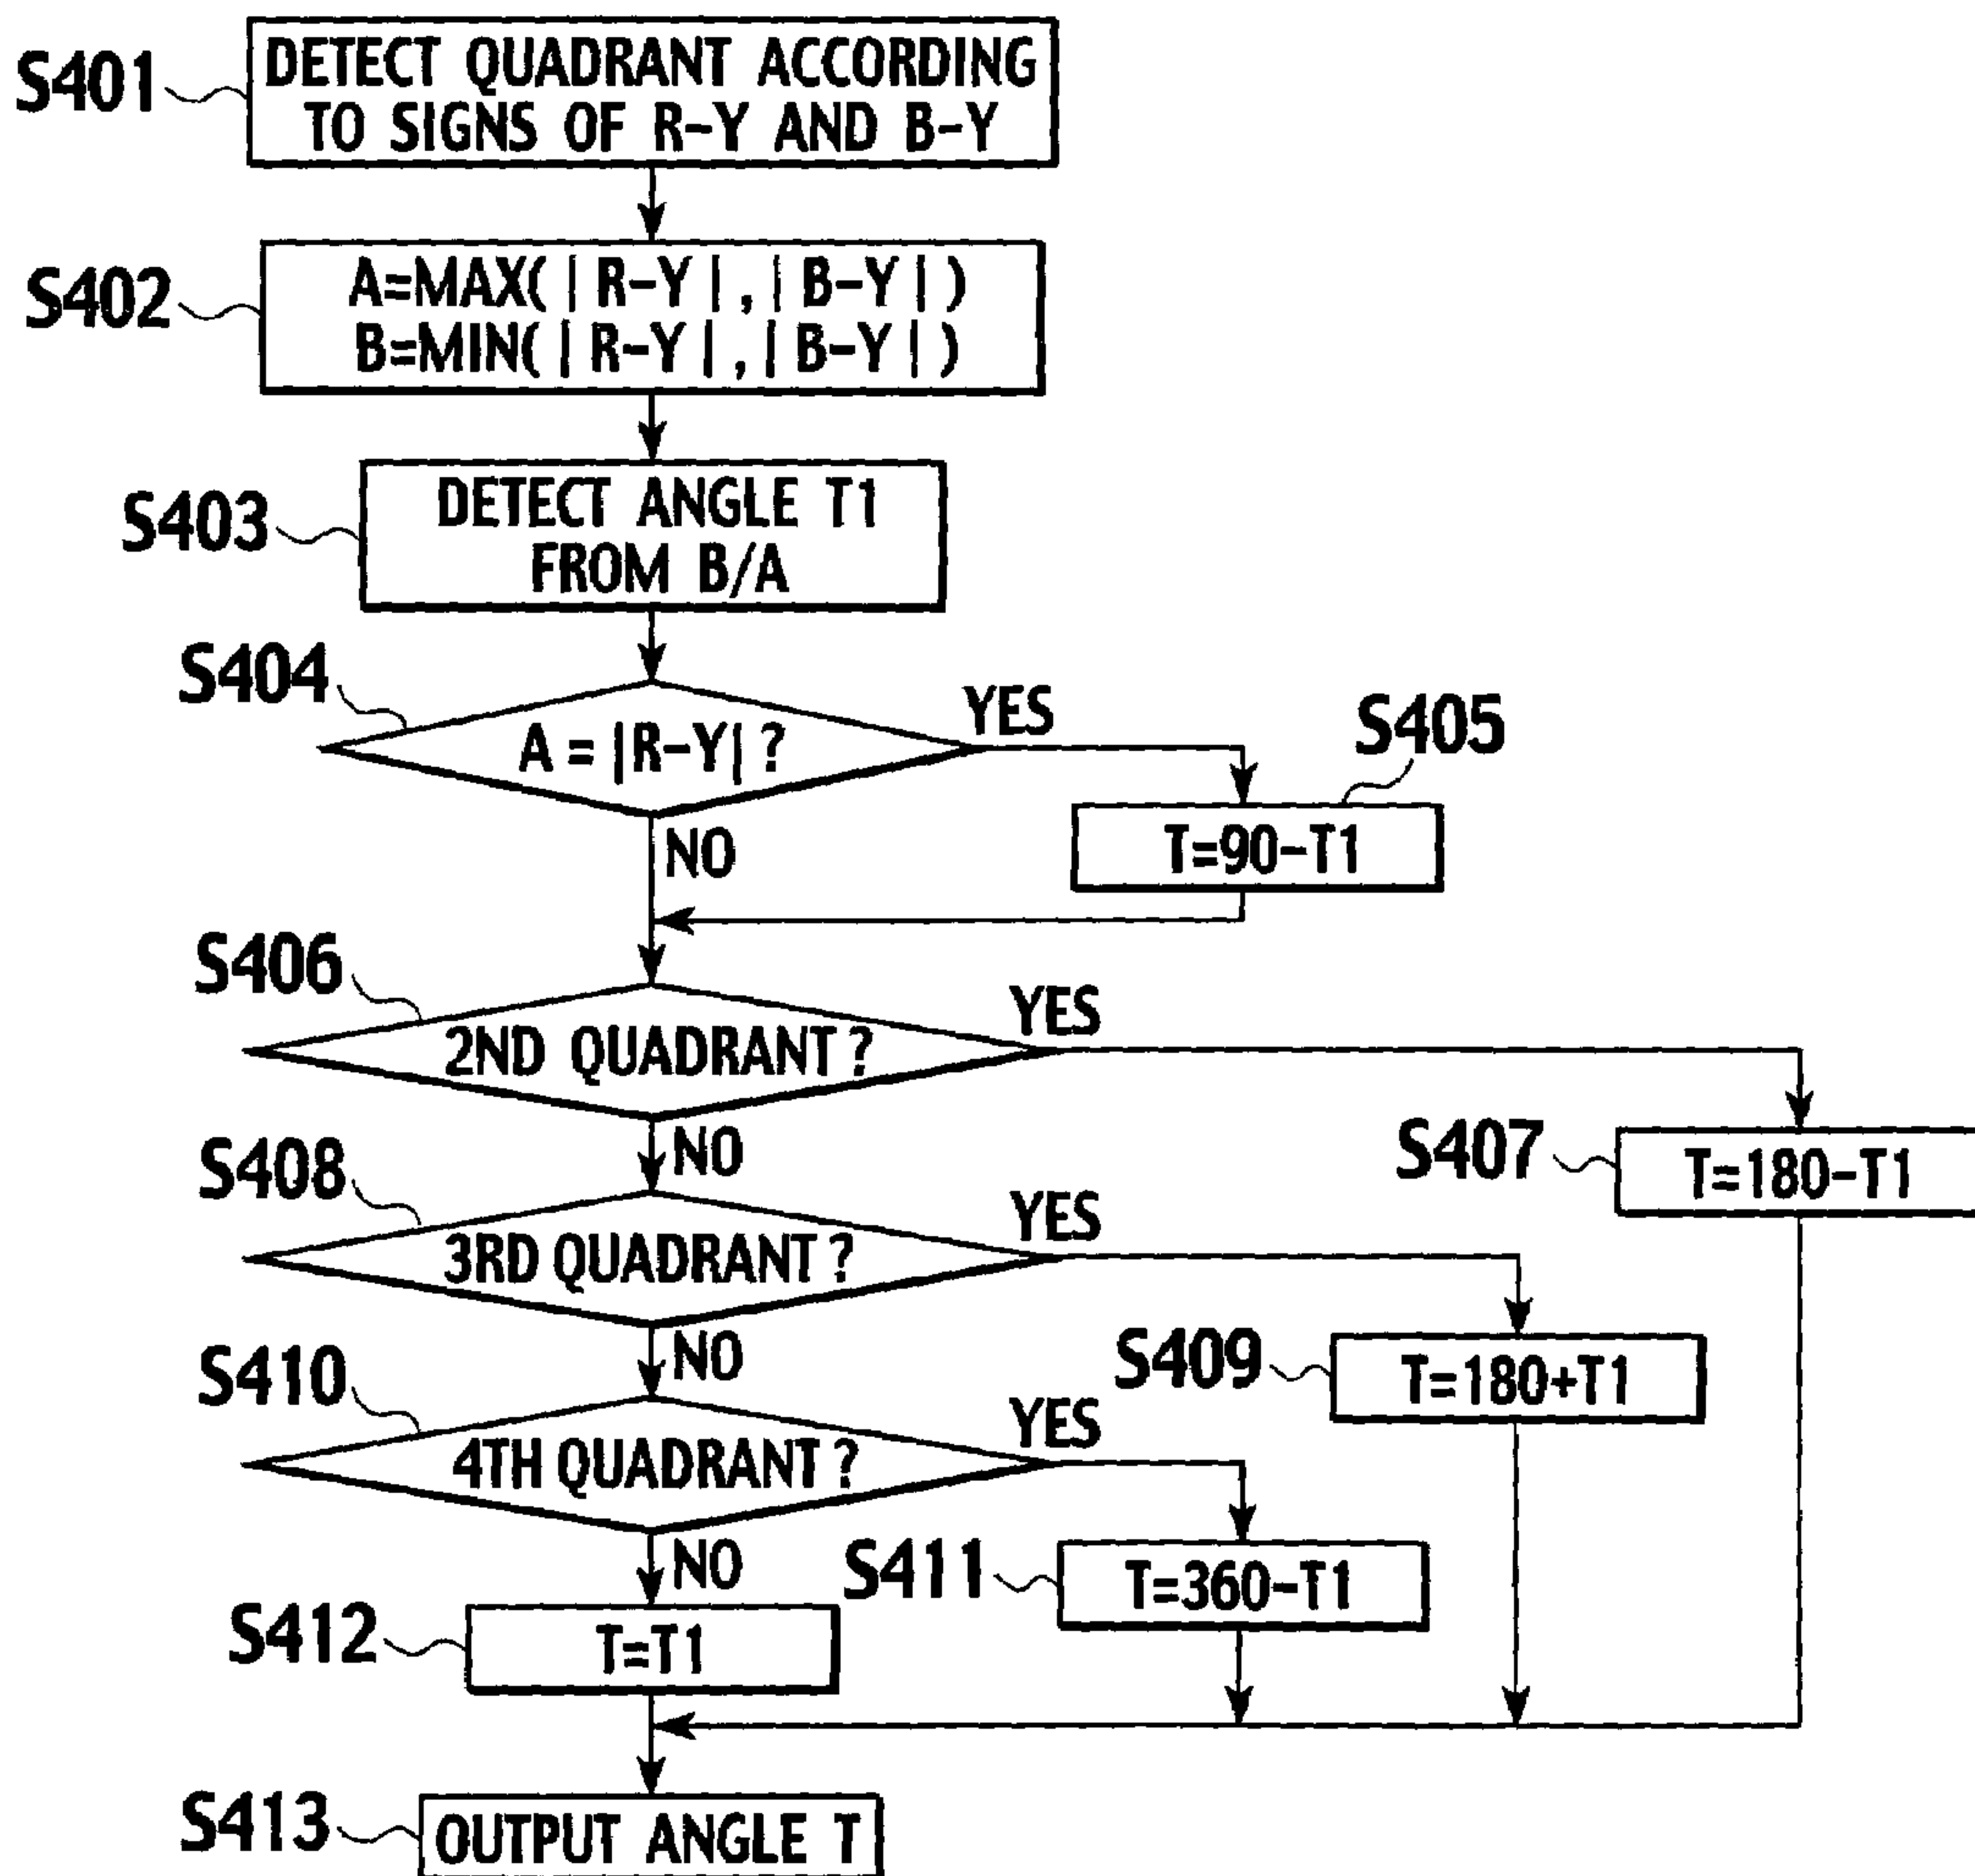 S401
DETECT QUADRANT ACCORDING
TO SIGNS OF R-Y AND B-Y
S402
A=MAX( | R-Y | , | B-Y | )
B=MIN( | R-Y | , | B-Y | )
S403
DETECT ANGLE T1
FROM B/A
S404
A = |R-Y| ?
YES
S405
T=90-T1
NO
S406
2ND QUADRANT ?
YES
S407
T=180-T1
NO
S408
3RD QUADRANT ?
YES
S409
T=180+T1
NO
S410
4TH QUADRANT ?
YES
S411
T=360-T1
NO
S412
T=T1
S413
OUTPUT ANGLE T